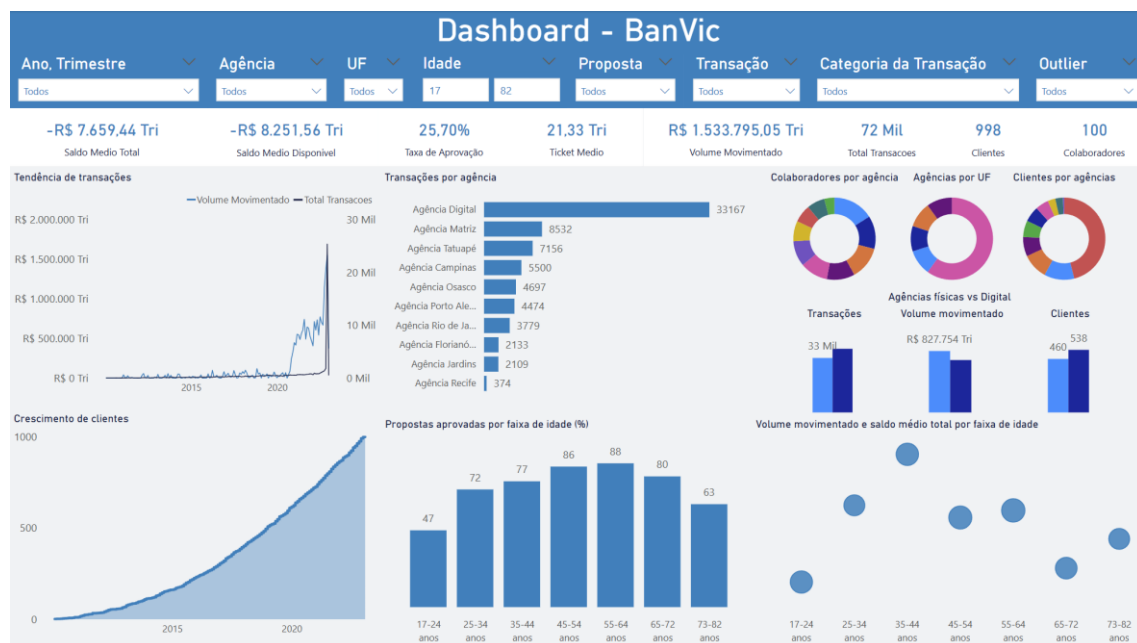 Dashboard - BanVic
Ano, Trimestre
Agência
UF
Idade
Proposta
Transação
Categoria da Transação
Outlier
Todos
Todos
Todos
17
82
Todos
Todos
Todos
Todos
-R$ 7.659,44 Tri
-R$ 8.251,56 Tri
25,70%
21,33 Tri
R$ 1.533.795,05 Tri
72 Mil
998
100
Saldo Medio Total
Saldo Medio Disponivel
Taxa de Aprovação
Ticket Medio
Volume Movimentado
Total Transacoes
Clientes
Colaboradores
Tendência de transações
Volume Movimentado
Total Transacoes
R$ 2.000.000 Tri
R$ 1.500.000 Tri
R$ 1.000.000 Tri
R$ 500.000 Tri
R$ 0 Tri
30 Mil
20 Mil
10 Mil
0 Mil
2015
2020
Transações por agência
Agência Digital 33167
Agência Matriz 8532
Agência Tatuapé 7156
Agência Campinas 5500
Agência Osasco 4697
Agência Porto Ale... 4474
Agência Rio de Ja... 3779
Agência Florianó... 2133
Agência Jardins 2109
Agência Recife 374
Colaboradores por agência
Agências por UF
Clientes por agências
Agências físicas vs Digital
Transações
Volume movimentado
Clientes
33 Mil
R$ 827.754 Tri
460
538
Crescimento de clientes
1000
500
0
2015
2020
Propostas aprovadas por faixa de idade (%)
47
72
77
86
88
80
63
17-24 anos
25-34 anos
35-44 anos
45-54 anos
55-64 anos
65-72 anos
73-82 anos
Volume movimentado e saldo médio total por faixa de idade
17-24 anos
25-34 anos
35-44 anos
45-54 anos
55-64 anos
65-72 anos
73-82 anos